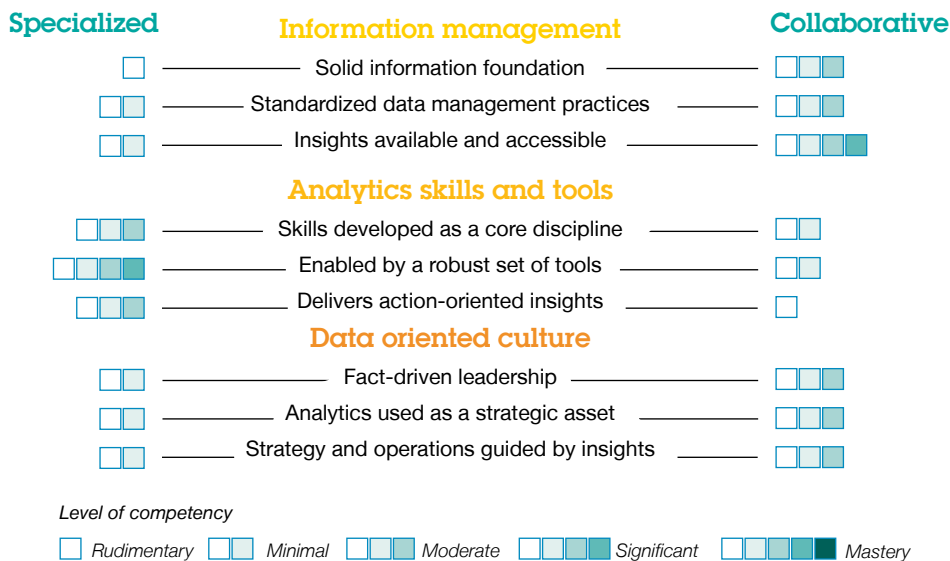 Specialized
Information management
Collaborative
Solid information foundation
Standardized data management practices
Insights available and accessible
Analytics skills and tools
Skills developed as a core discipline
Enabled by a robust set of tools
Delivers action-oriented insights
Data oriented culture
Fact-driven leadership
Analytics used as a strategic asset
Strategy and operations guided by insights
Level of competency
Rudimentary Minimal Moderate Significant Mastery